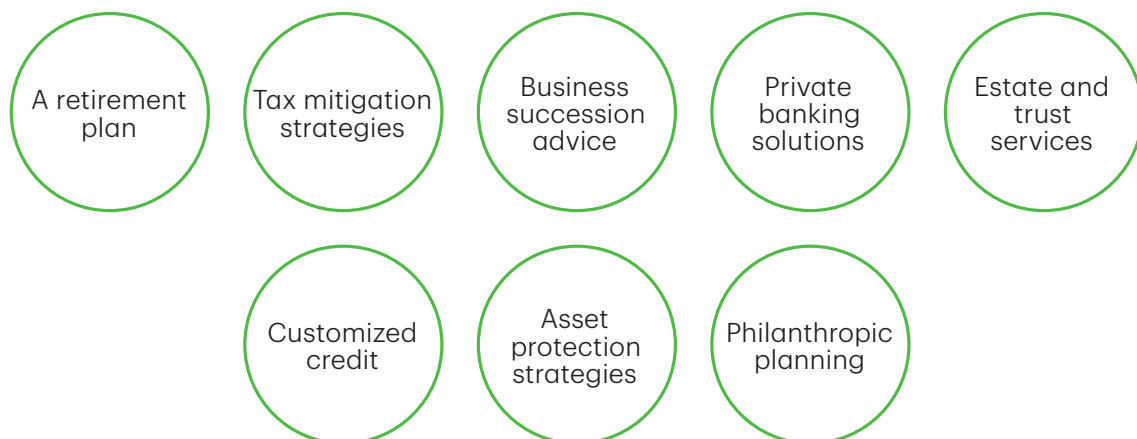 A retirement
plan
Tax mitigation
strategies
Business
succession
advice
Private
banking
solutions
Estate and
trust
services
Customized
credit
Asset
protection
strategies
Philanthropic
planning